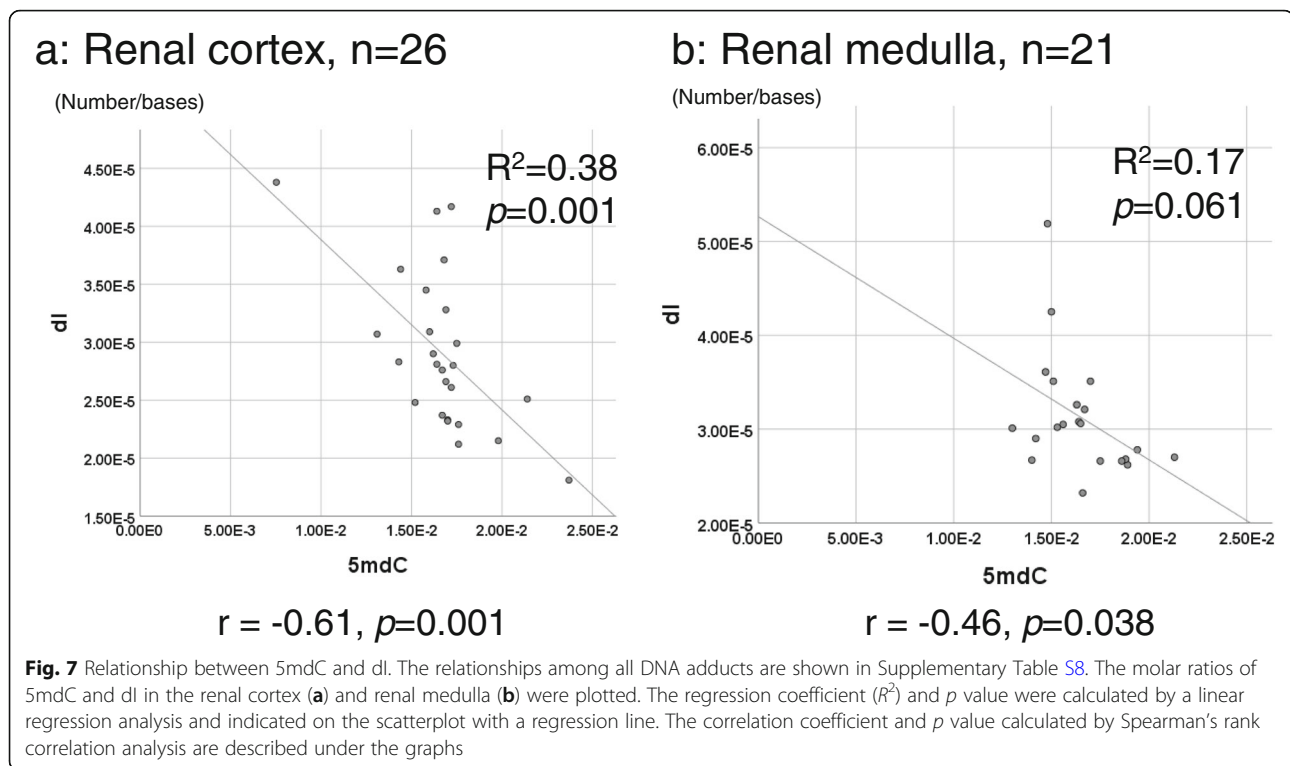 a: Renal cortex, n=26
(Number/bases)
R²=0.38
p=0.001
4.50E-5
4.00E-5
3.50E-5
3.00E-5
2.50E-5
2.00E-5
1.50E-5
dI
0.00E0 5.00E-3 1.00E-2 1.50E-2 2.00E-2 2.50E-2
5mdC
r = -0.61, p=0.001
b: Renal medulla, n=21
(Number/bases)
R²=0.17
p=0.061
6.00E-5
5.00E-5
4.00E-5
3.00E-5
2.00E-5
dI
0.00E0 5.00E-3 1.00E-2 1.50E-2 2.00E-2 2.50E-2
5mdC
r = -0.46, p=0.038
Fig. 7 Relationship between 5mdC and dI. The relationships among all DNA adducts are shown in Supplementary Table S8. The molar ratios of
5mdC and dI in the renal cortex (a) and renal medulla (b) were plotted. The regression coefficient (R²) and p value were calculated by a linear
regression analysis and indicated on the scatterplot with a regression line. The correlation coefficient and p value calculated by Spearman's rank
correlation analysis are described under the graphs